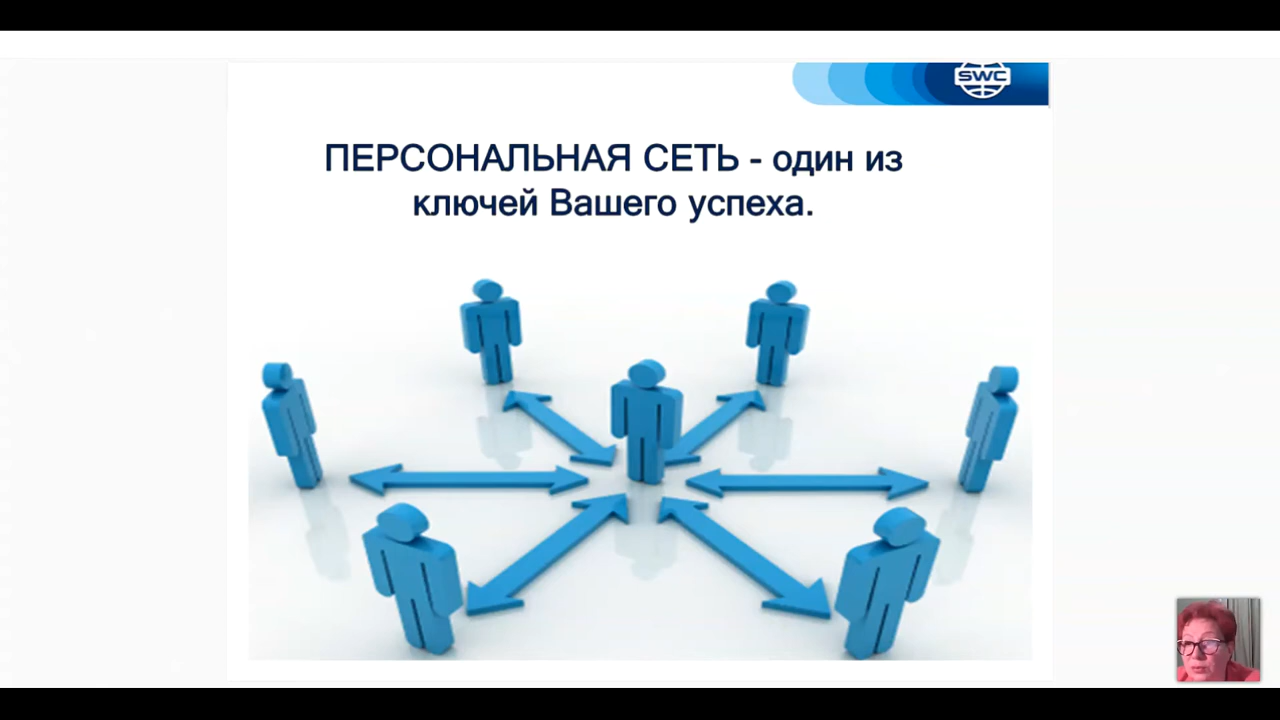 SWC
ПЕРСОНАЛЬНАЯ СЕТЬ - один из
ключей Вашего успеха.